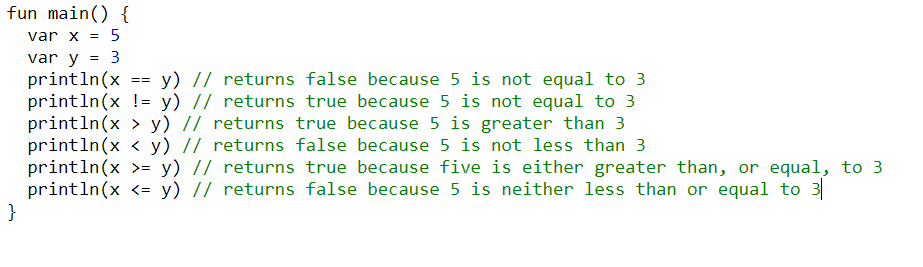 fun main() {
  var x = 5
  var y = 3
  println(x == y) // returns false because 5 is not equal to 3
  println(x != y) // returns true because 5 is not equal to 3
  println(x > y) // returns true because 5 is greater than 3
  println(x < y) // returns false because 5 is not less than 3
  println(x >= y) // returns true because five is either greater than, or equal, to 3
  println(x <= y) // returns false because 5 is neither less than or equal to 3
}